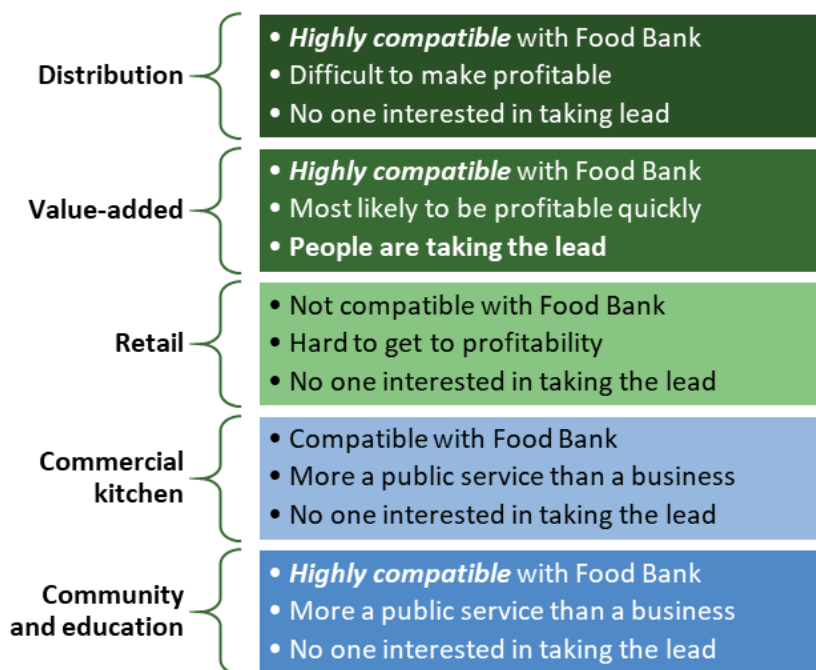 Distribution
• Highly compatible with Food Bank
• Difficult to make profitable
• No one interested in taking lead
Value-added
• Highly compatible with Food Bank
• Most likely to be profitable quickly
• People are taking the lead
Retail
• Not compatible with Food Bank
• Hard to get to profitability
• No one interested in taking the lead
Commercial
kitchen
• Compatible with Food Bank
• More a public service than a business
• No one interested in taking the lead
Community
and education
• Highly compatible with Food Bank
• More a public service than a business
• No one interested in taking the lead